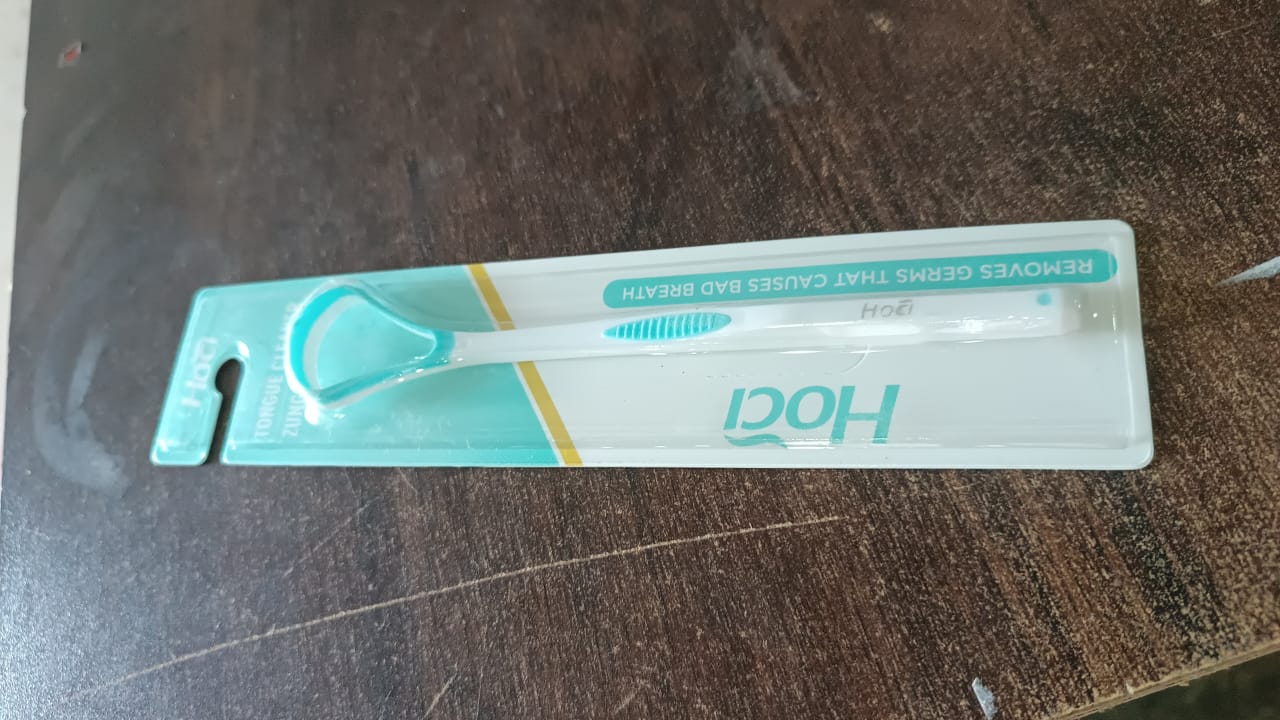 Hoci
TONGUE CLEANER
REMOVES GERMS THAT CAUSES BAD BREATH
HOCI
Hoci